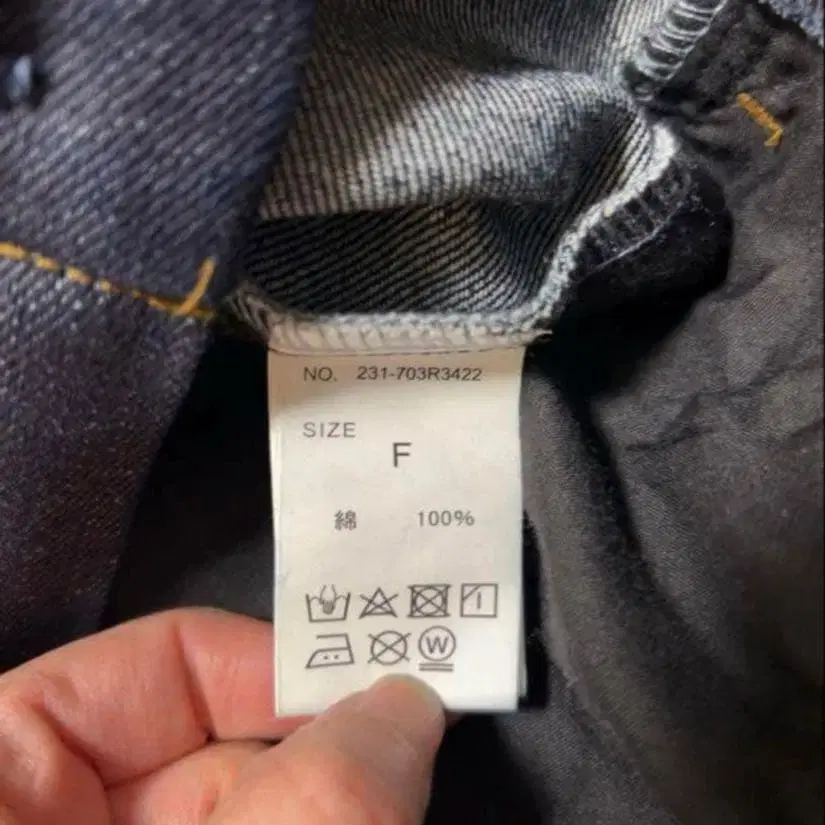 NO. 231-703R3422
SIZE
F
綿 100%
W